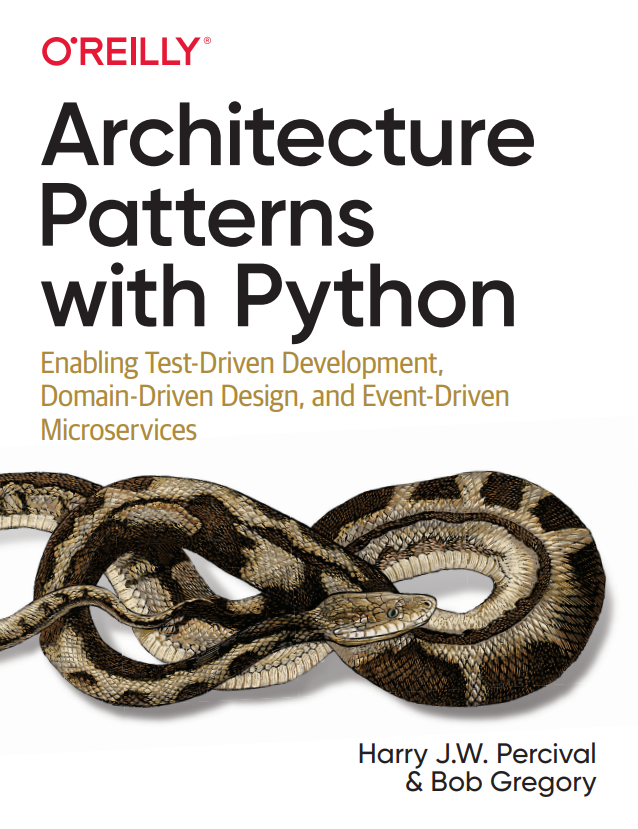 O'REILLY®
Architecture
Patterns
with Python
Enabling Test-Driven Development,
Domain-Driven Design, and Event-Driven
Microservices
Harry J.W. Percival
& Bob Gregory